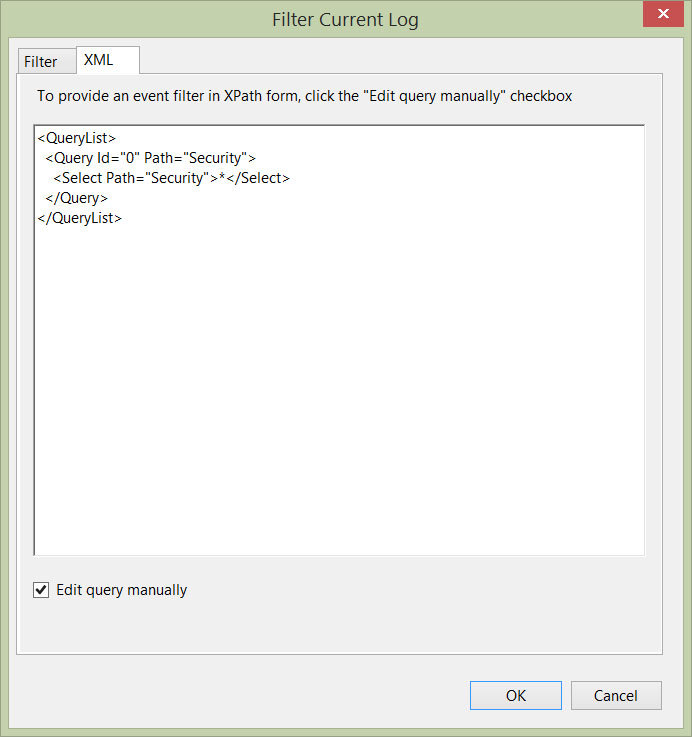 Filter Current Log
Filter
XML
To provide an event filter in XPath form, click the "Edit query manually" checkbox
<QueryList>
  <Query Id="0" Path="Security">
    <Select Path="Security">*</Select>
  </Query>
</QueryList>
Edit query manually
OK
Cancel